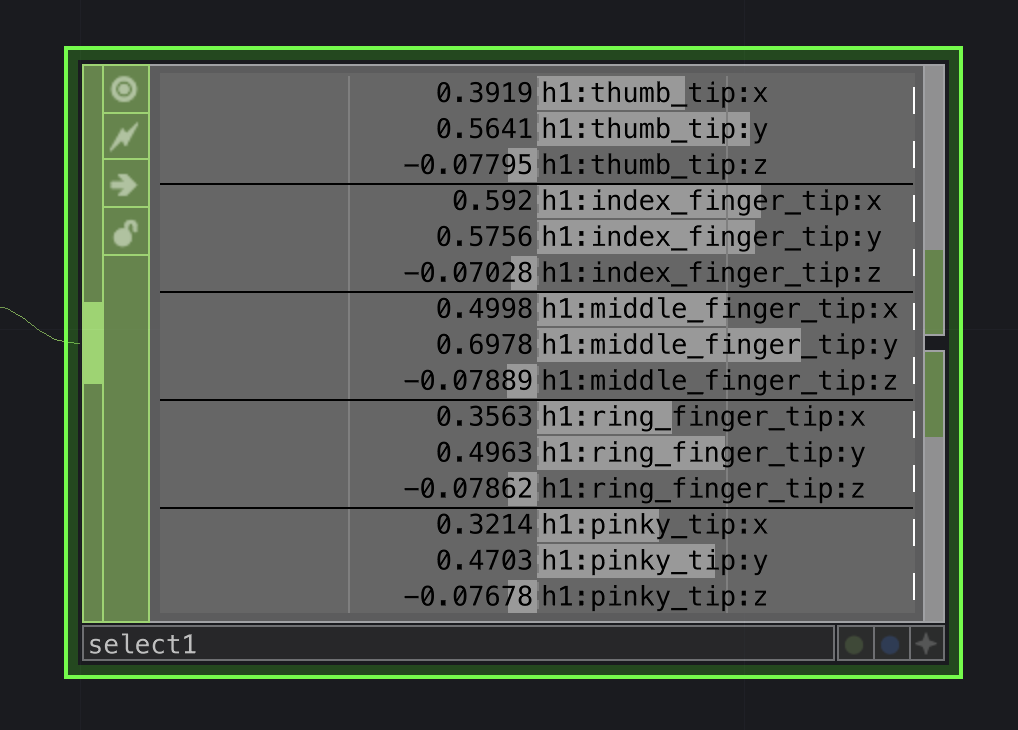 0.3919 h1:thumb_tip:x
0.5641 h1:thumb_tip:y
-0.07795 h1:thumb_tip:z
0.592 h1:index_finger_tip:x
0.5756 h1:index_finger_tip:y
-0.07028 h1:index_finger_tip:z
0.4998 h1:middle_finger_tip:x
0.6978 h1:middle_finger_tip:y
-0.07889 h1:middle_finger_tip:z
0.3563 h1:ring_finger_tip:x
0.4963 h1:ring_finger_tip:y
-0.07862 h1:ring_finger_tip:z
0.3214 h1:pinky_tip:x
0.4703 h1:pinky_tip:y
-0.07678 h1:pinky_tip:z
select1